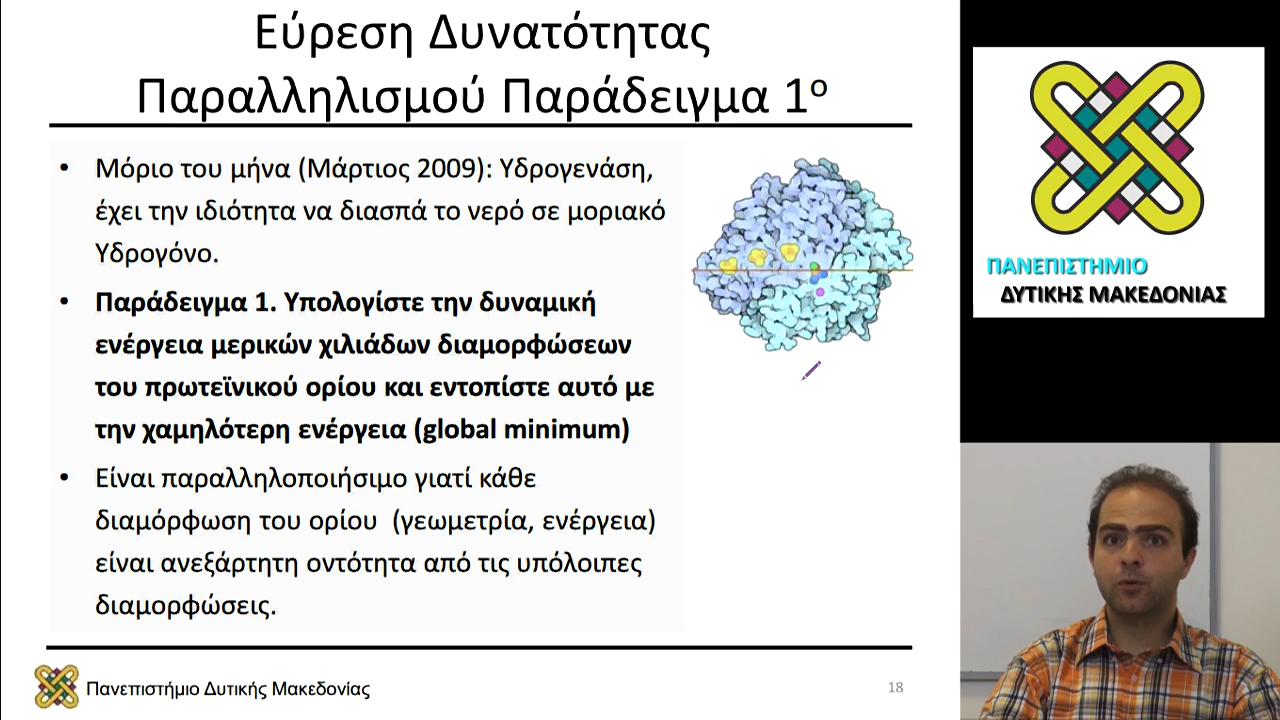 Εύρεση Δυνατότητας
Παραλληλισμού Παράδειγμα 1ο
• Μόριο του μήνα (Μάρτιος 2009): Υδρογενάση,
έχει την ιδιότητα να διασπά το νερό σε μοριακό
Υδρογόνο.
• Παράδειγμα 1. Υπολογίστε την δυναμική
ενέργεια μερικών χιλιάδων διαμορφώσεων
του πρωτεϊνικού ορίου και εντοπίστε αυτό με
την χαμηλότερη ενέργεια (global minimum)
• Είναι παραλληλοποιήσιμο γιατί κάθε
διαμόρφωση του ορίου (γεωμετρία, ενέργεια)
είναι ανεξάρτητη οντότητα από τις υπόλοιπες
διαμορφώσεις.
Πανεπιστήμιο Δυτικής Μακεδονίας
18
ΠΑΝΕΠΙΣΤΗΜΙΟ
ΔΥΤΙΚΗΣ ΜΑΚΕΔΟΝΙΑΣ